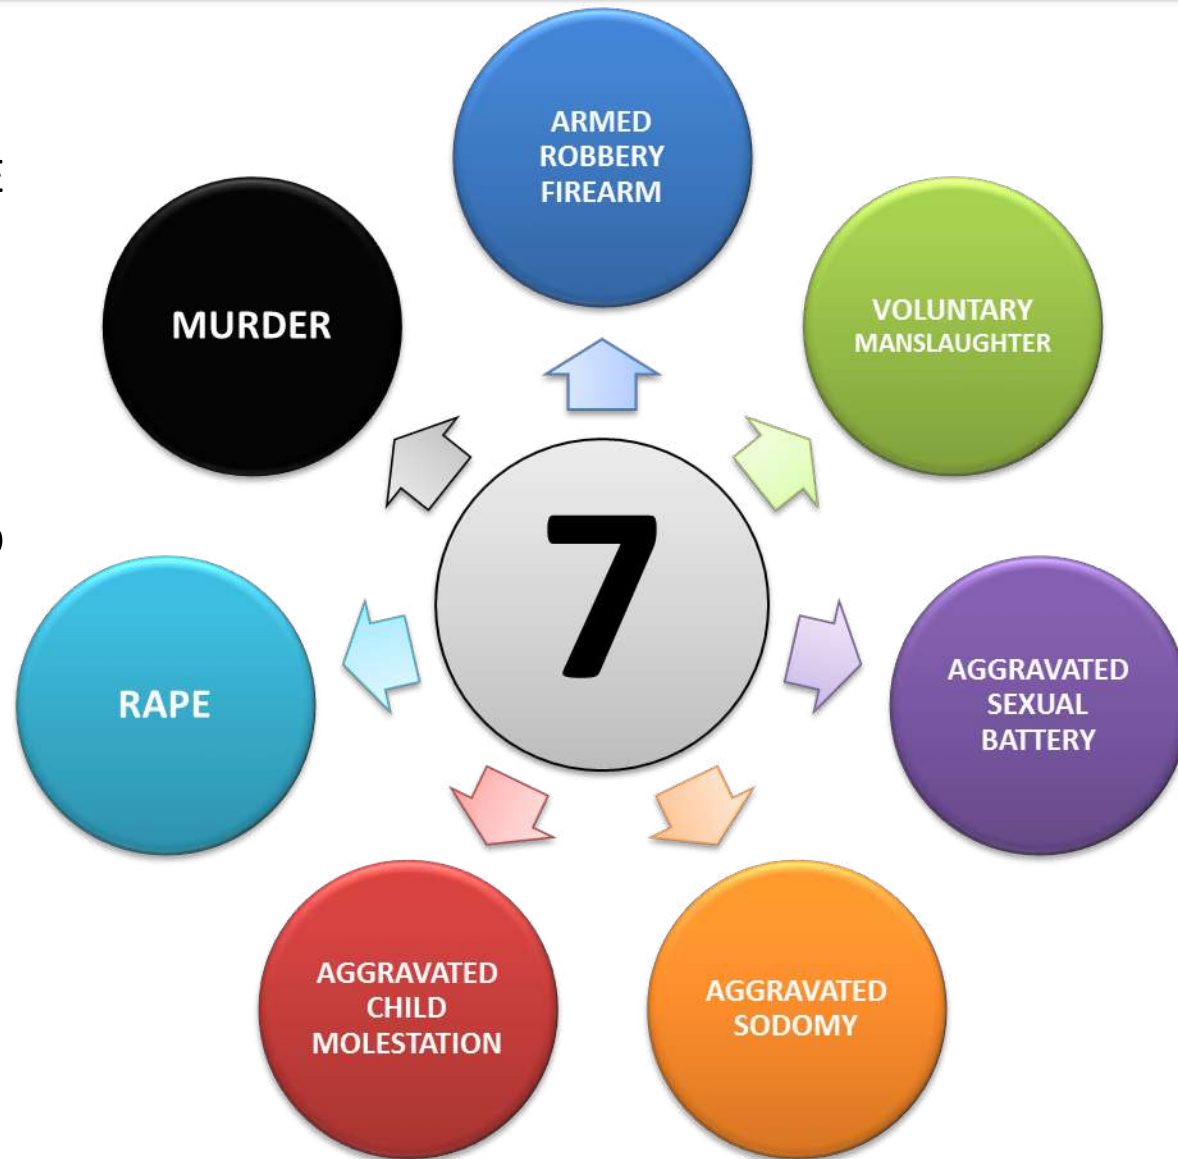 ARMED
ROBBERY
FIREARM
VOLUNTARY
MANSLAUGHTER
AGGRAVATED
SEXUAL
BATTERY
AGGRAVATED
SODOMY
AGGRAVATED
CHILD
MOLESTATION
RAPE
MURDER
7